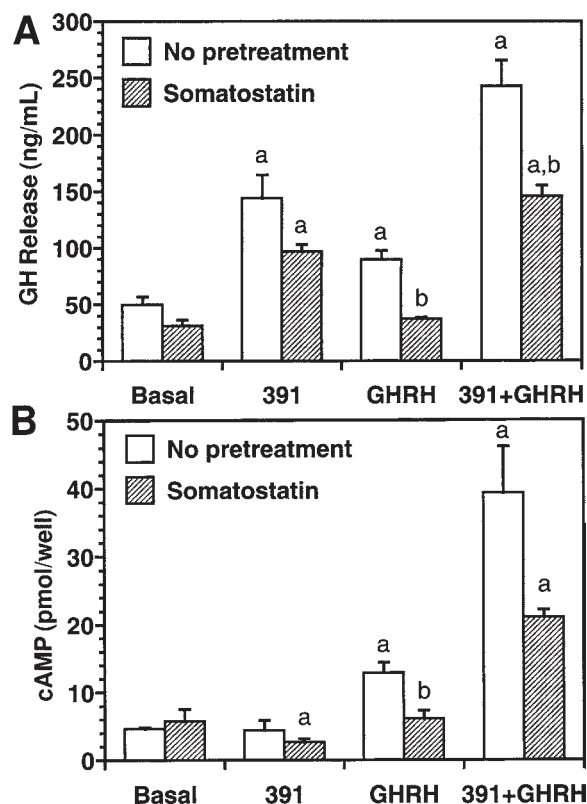 A
300
250
200
150
100
50
0
GH Release (ng/mL)
No pretreatment
Somatostatin
a
a
a
b
a
a,b
Basal 391 GHRH 391+GHRH
B
50
40
30
20
10
0
cAMP (pmol/well)
No pretreatment
Somatostatin
a
a
b
a
a
Basal 391 GHRH 391+GHRH